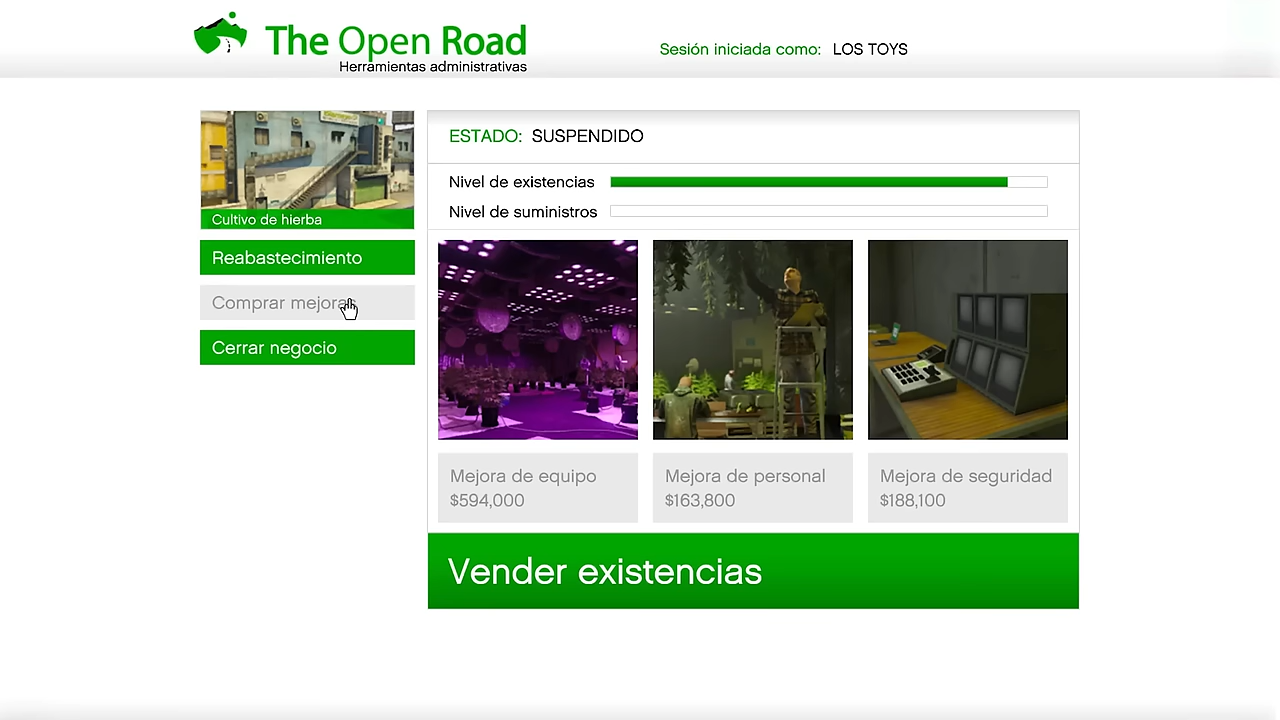 The Open Road
Herramientas administrativas
Sesión iniciada como: LOS TOYS
Cultivo de hierba
Reabastecimiento
Comprar mejoras
Cerrar negocio
ESTADO: SUSPENDIDO
Nivel de existencias
Nivel de suministros
Mejora de equipo
$594,000
Mejora de personal
$163,800
Mejora de seguridad
$188,100
Vender existencias